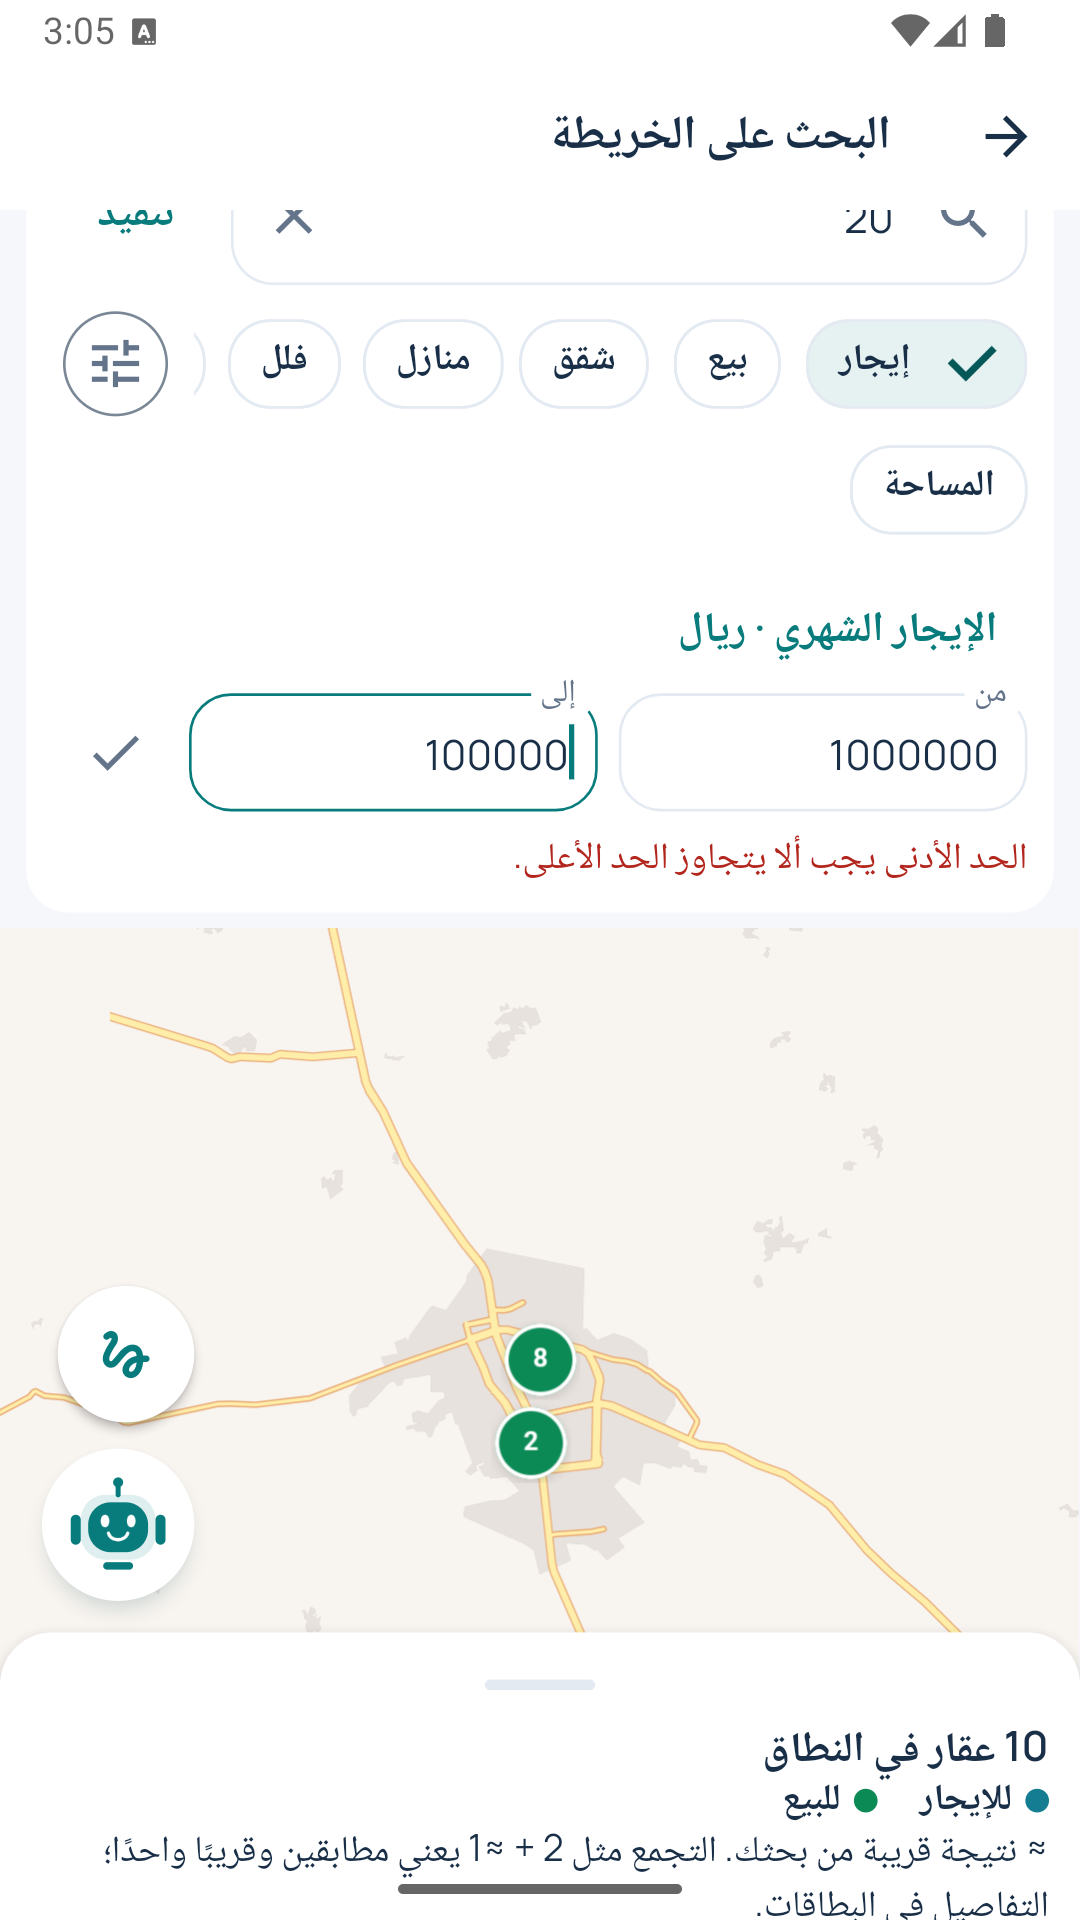 3:05
البحث على الخريطة
20
تنفيذ
إيجار
بيع
شقق
منازل
فلل
المساحة
الإيجار الشهري · ريال
من
إلى
1000000
100000
الحد الأدنى يجب ألا يتجاوز الحد الأعلى.
8
2
10 عقار في النطاق
للإيجار
للبيع
≈ نتيجة قريبة من بحثك. التجمع مثل 2 + ≈1 يعني مطابقين وقريبًا واحدًا؛
التفاصيل في البطاقات.